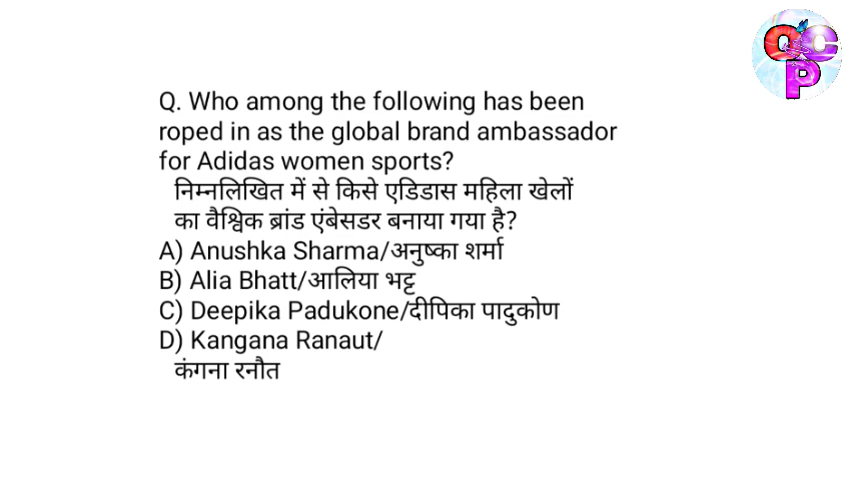 QCP
Q. Who among the following has been
roped in as the global brand ambassador
for Adidas women sports?
निम्नलिखित में से किसे एडिडास महिला खेलों
का वैश्विक ब्रांड एंबेसडर बनाया गया है?
A) Anushka Sharma/अनुष्का शर्मा
B) Alia Bhatt/आलिया भट्ट
C) Deepika Padukone/दीपिका पादुकोण
D) Kangana Ranaut/
कंगना रनौत